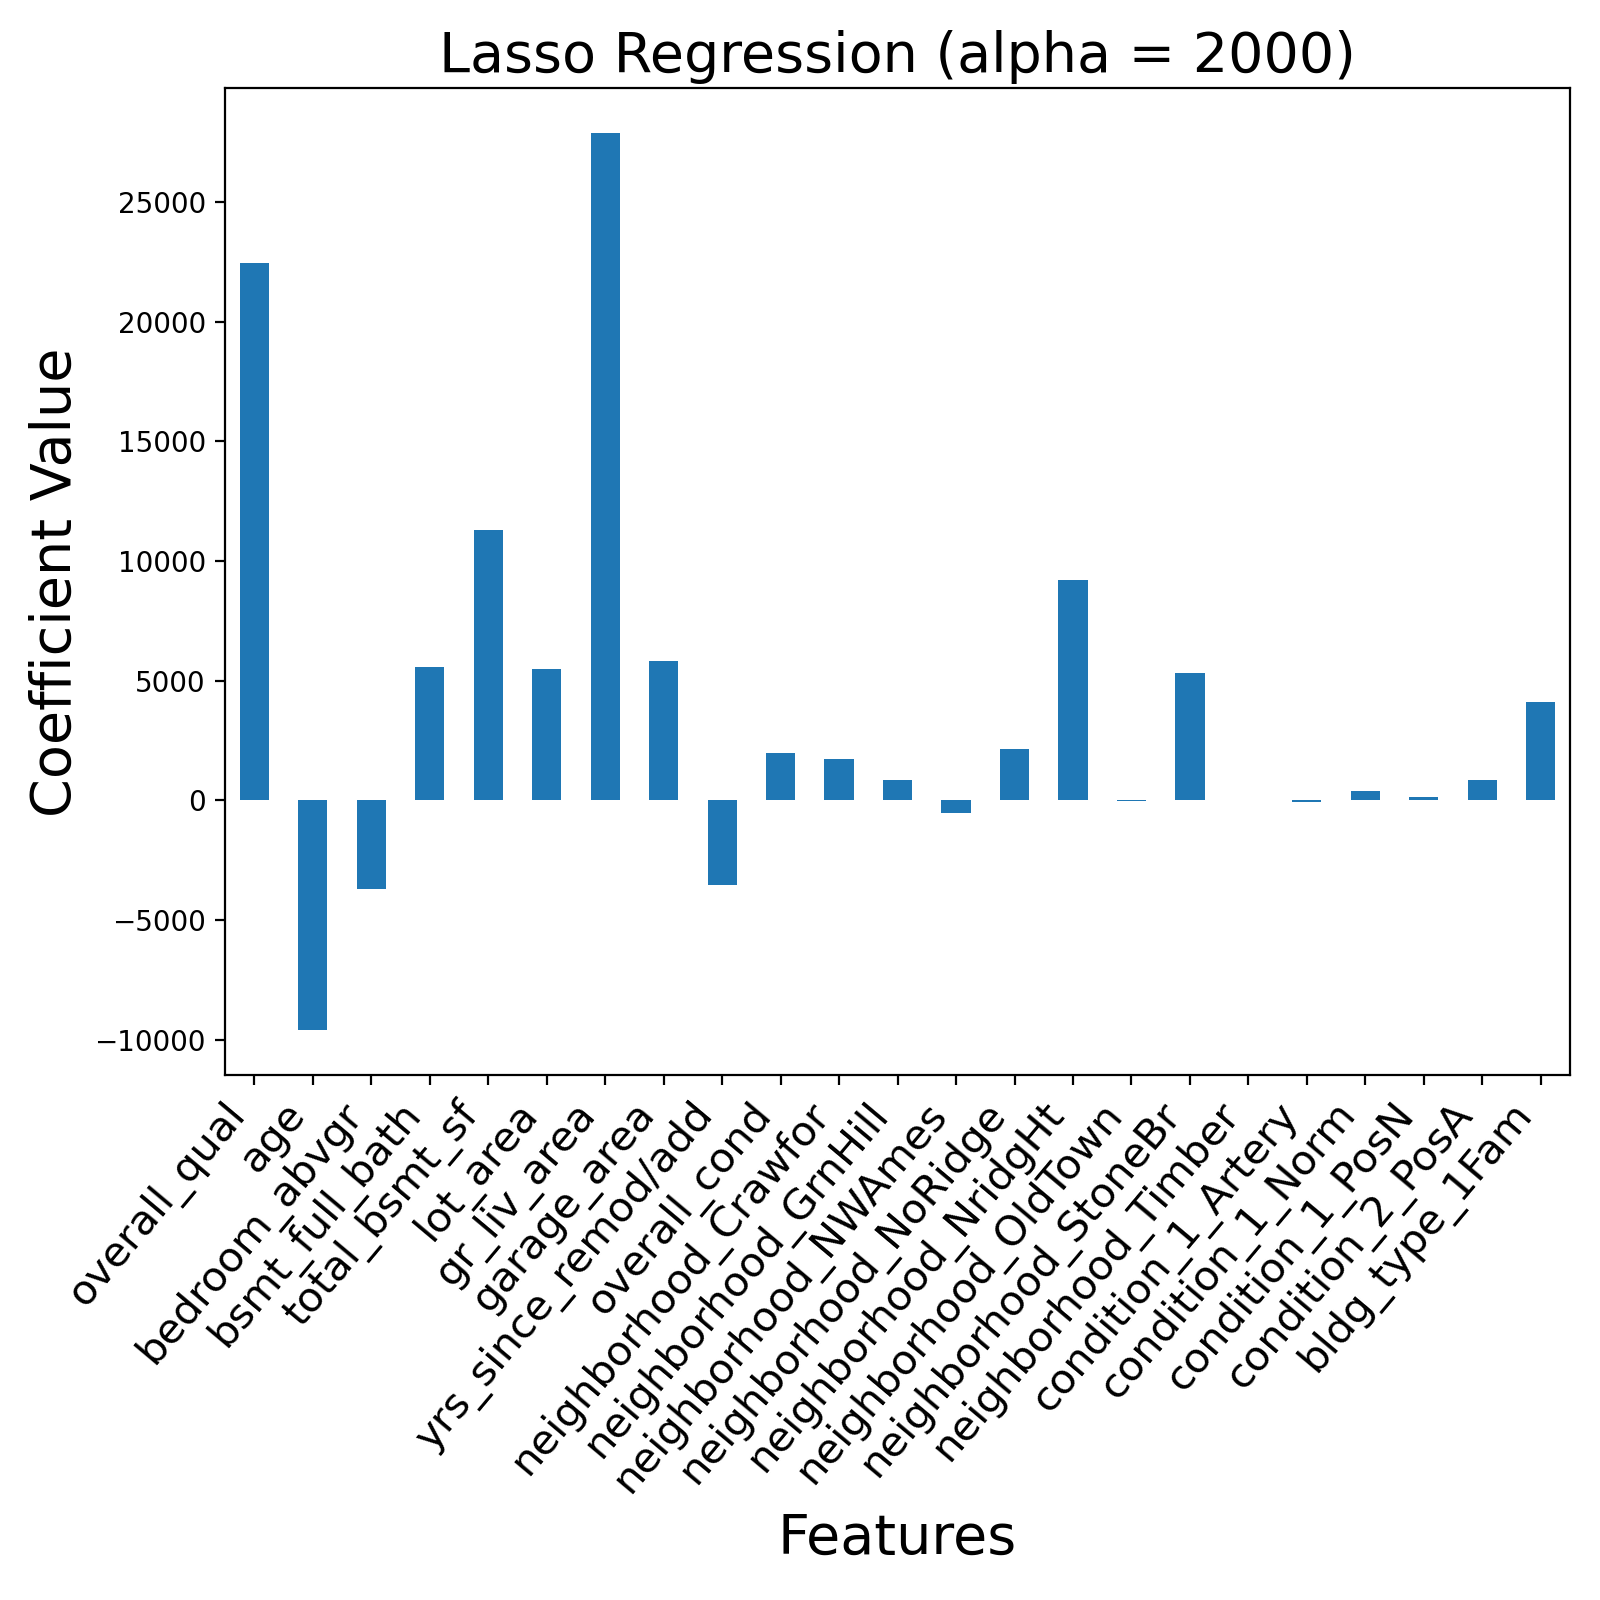 Lasso Regression (alpha = 2000)
Coefficient Value
25000
20000
15000
10000
5000
0
−5000
−10000
overall_qual
age
bedroom_abvgr
bsmt_full_bath
total_bsmt_sf
lot_area
gr_liv_area
garage_area
yrs_since_remod/add
overall_cond
neighborhood_Crawfor
neighborhood_GrnHill
neighborhood_NWAmes
neighborhood_NoRidge
neighborhood_NridgHt
neighborhood_OldTown
neighborhood_StoneBr
neighborhood_Timber
condition_1_Artery
condition_1_Norm
condition_1_PosN
condition_2_PosA
bldg_type_1Fam
Features